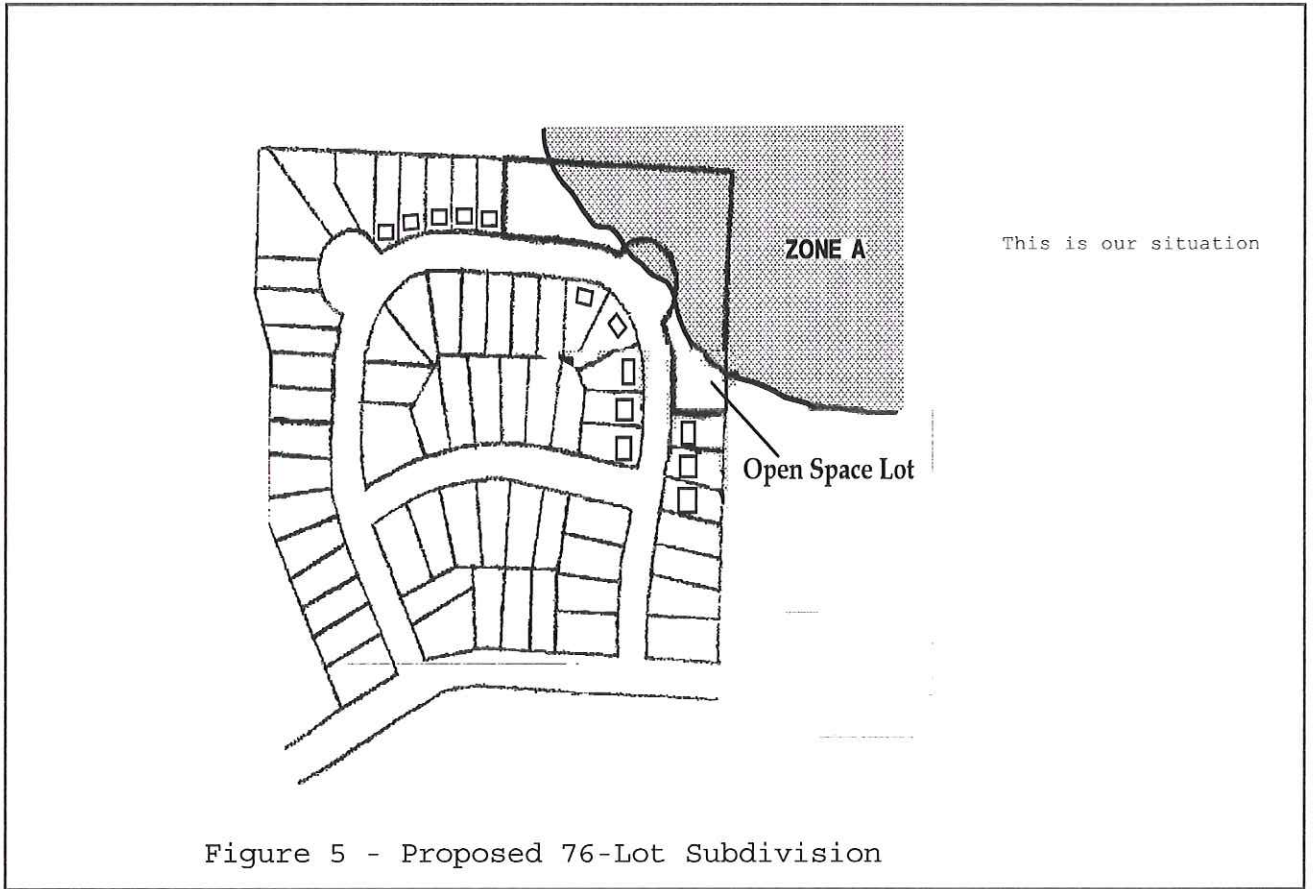 ZONE A
This is our situation
Open Space Lot
Figure 5 - Proposed 76-Lot Subdivision